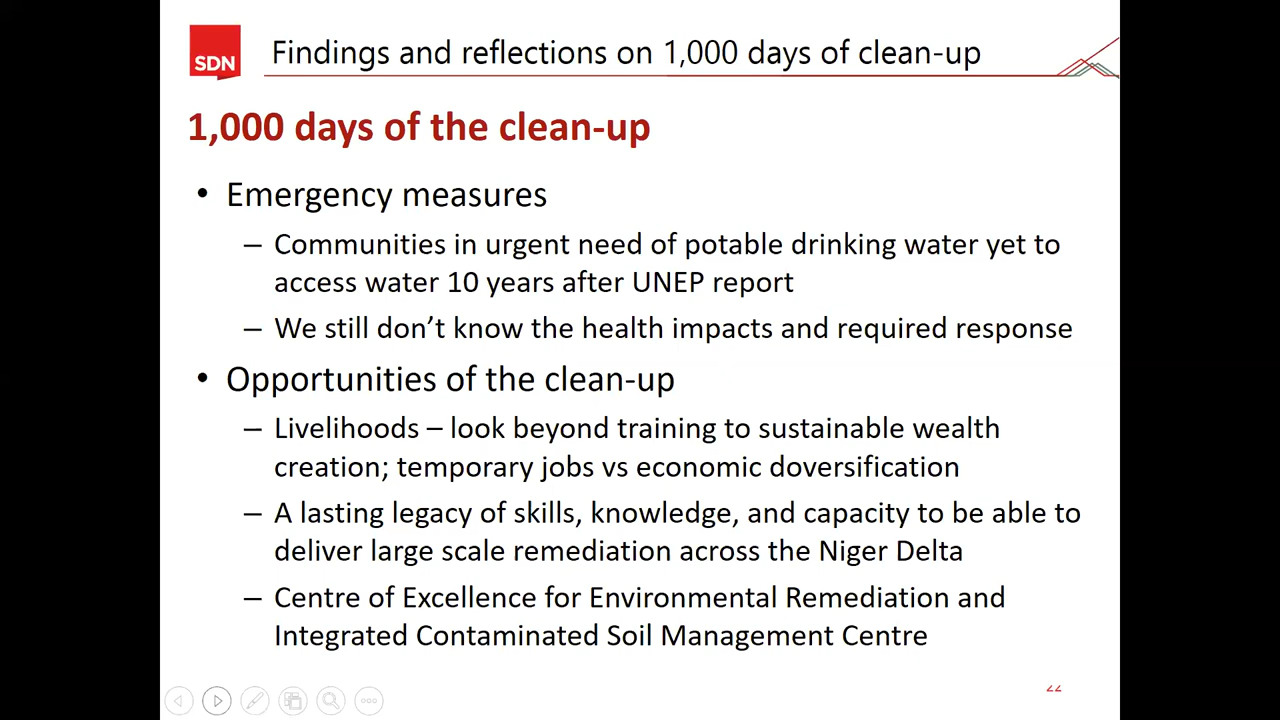 SDN
Findings and reflections on 1,000 days of clean-up
1,000 days of the clean-up
• Emergency measures
– Communities in urgent need of potable drinking water yet to
access water 10 years after UNEP report
– We still don’t know the health impacts and required response
• Opportunities of the clean-up
– Livelihoods – look beyond training to sustainable wealth
creation; temporary jobs vs economic doversification
– A lasting legacy of skills, knowledge, and capacity to be able to
deliver large scale remediation across the Niger Delta
– Centre of Excellence for Environmental Remediation and
Integrated Contaminated Soil Management Centre
22